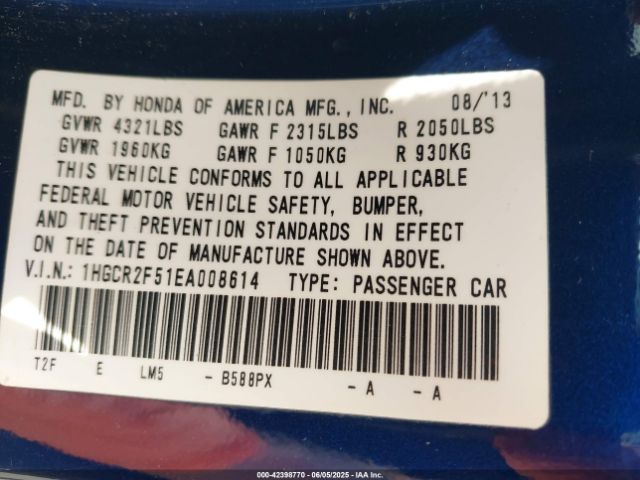 MFD. BY HONDA OF AMERICA MFG., INC. 08/'13
GVWR 4321LBS GAWR F 2315LBS R 2050LBS
GVWR 1960KG GAWR F 1050KG R 930KG
THIS VEHICLE CONFORMS TO ALL APPLICABLE
FEDERAL MOTOR VEHICLE SAFETY, BUMPER,
AND THEFT PREVENTION STANDARDS IN EFFECT
ON THE DATE OF MANUFACTURE SHOWN ABOVE.
V.I.N.: 1HGCR2F51EA008614 TYPE: PASSENGER CAR
T2F E LM5 - B588PX - A - A
000-42398770 - 06/05/2025 - IAA Inc.